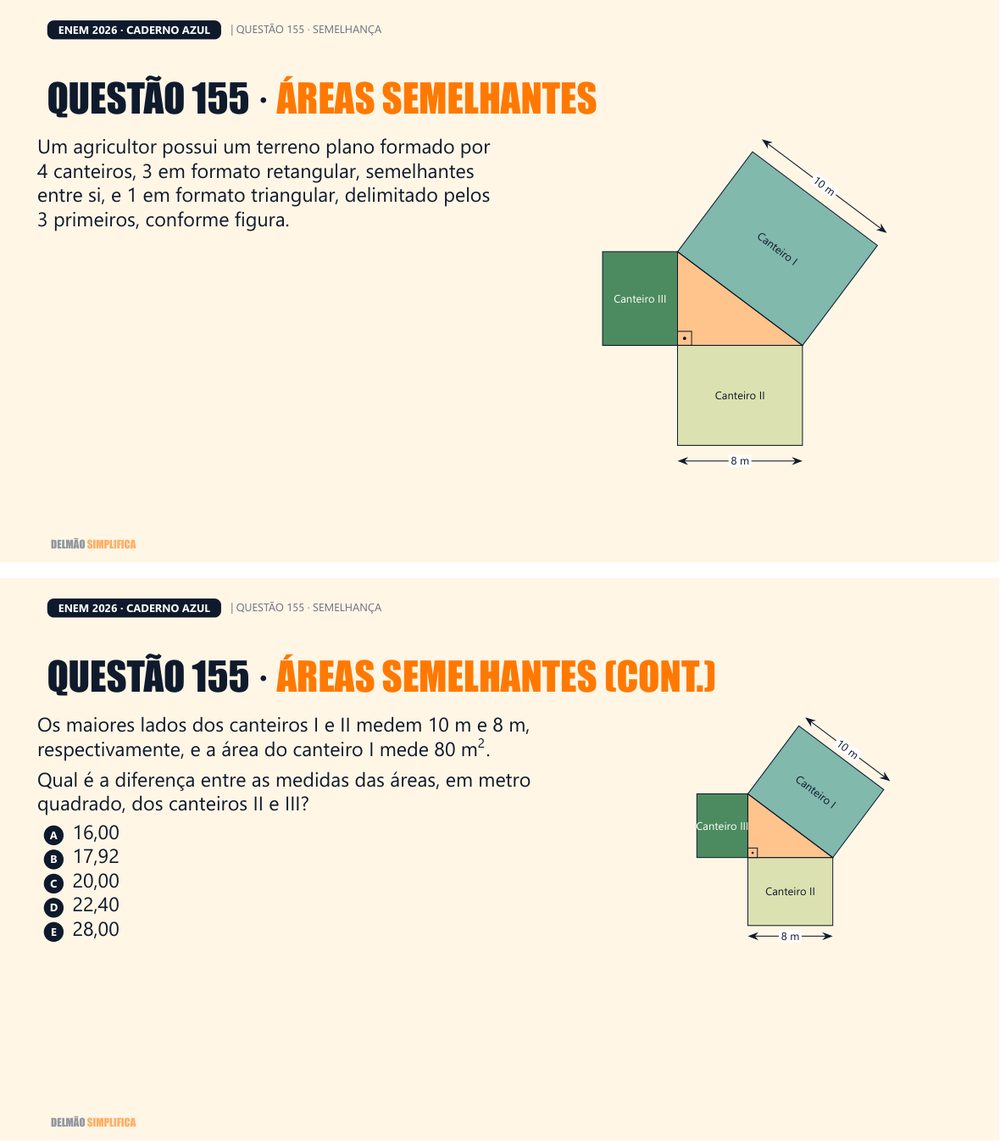 ENEM 2026 · CADERNO AZUL | QUESTÃO 155 · SEMELHANÇA
QUESTÃO 155 · ÁREAS SEMELHANTES
Um agricultor possui um terreno plano formado por
4 canteiros, 3 em formato retangular, semelhantes
entre si, e 1 em formato triangular, delimitado pelos
3 primeiros, conforme figura.
10 m
Canteiro I
Canteiro III
Canteiro II
8 m
DELMÃO SIMPLIFICA
ENEM 2026 · CADERNO AZUL | QUESTÃO 155 · SEMELHANÇA
QUESTÃO 155 · ÁREAS SEMELHANTES (CONT.)
Os maiores lados dos canteiros I e II medem 10 m e 8 m,
respectivamente, e a área do canteiro I mede 80 m².
Qual é a diferença entre as medidas das áreas, em metro
quadrado, dos canteiros II e III?
A 16,00
B 17,92
C 20,00
D 22,40
E 28,00
10 m
Canteiro I
Canteiro III
Canteiro II
8 m
DELMÃO SIMPLIFICA